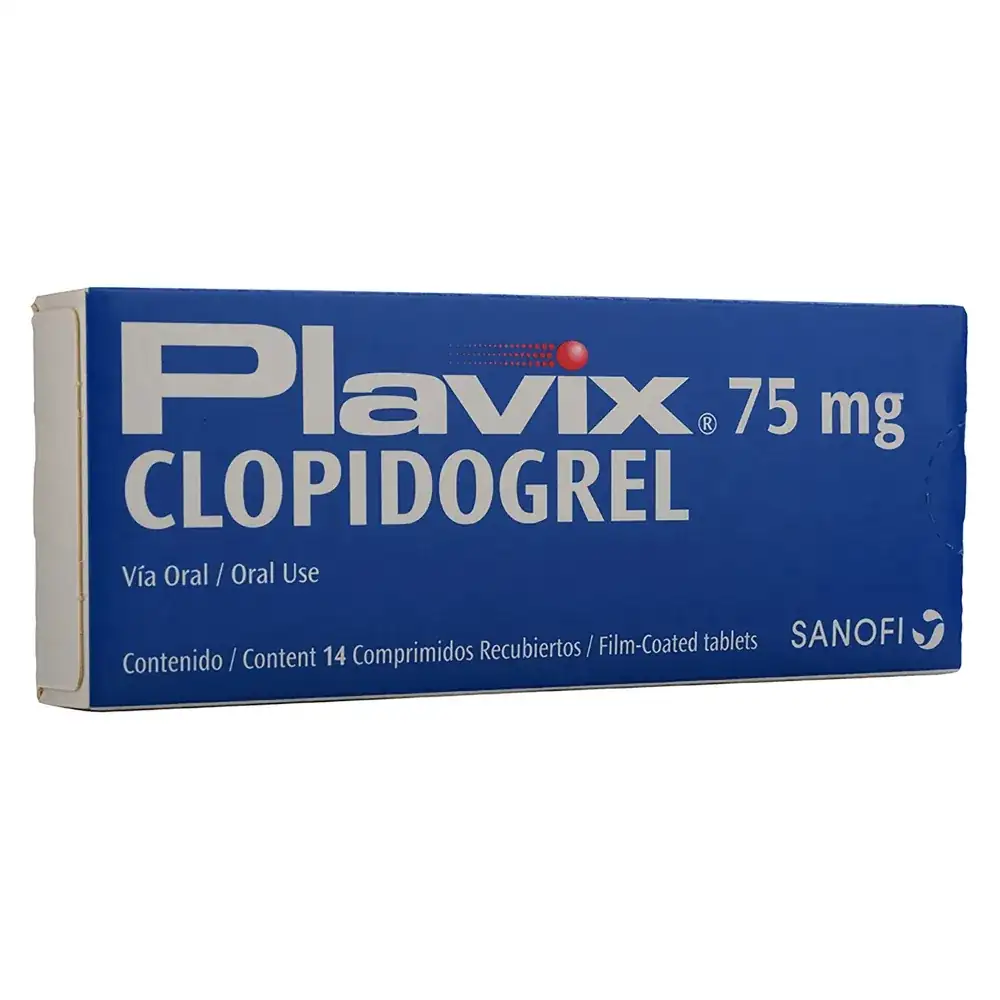 Plavix® 75 mg
CLOPIDOGREL
Vía Oral / Oral Use
Contenido / Content 14 Comprimidos Recubiertos / Film-Coated tablets
SANOFI